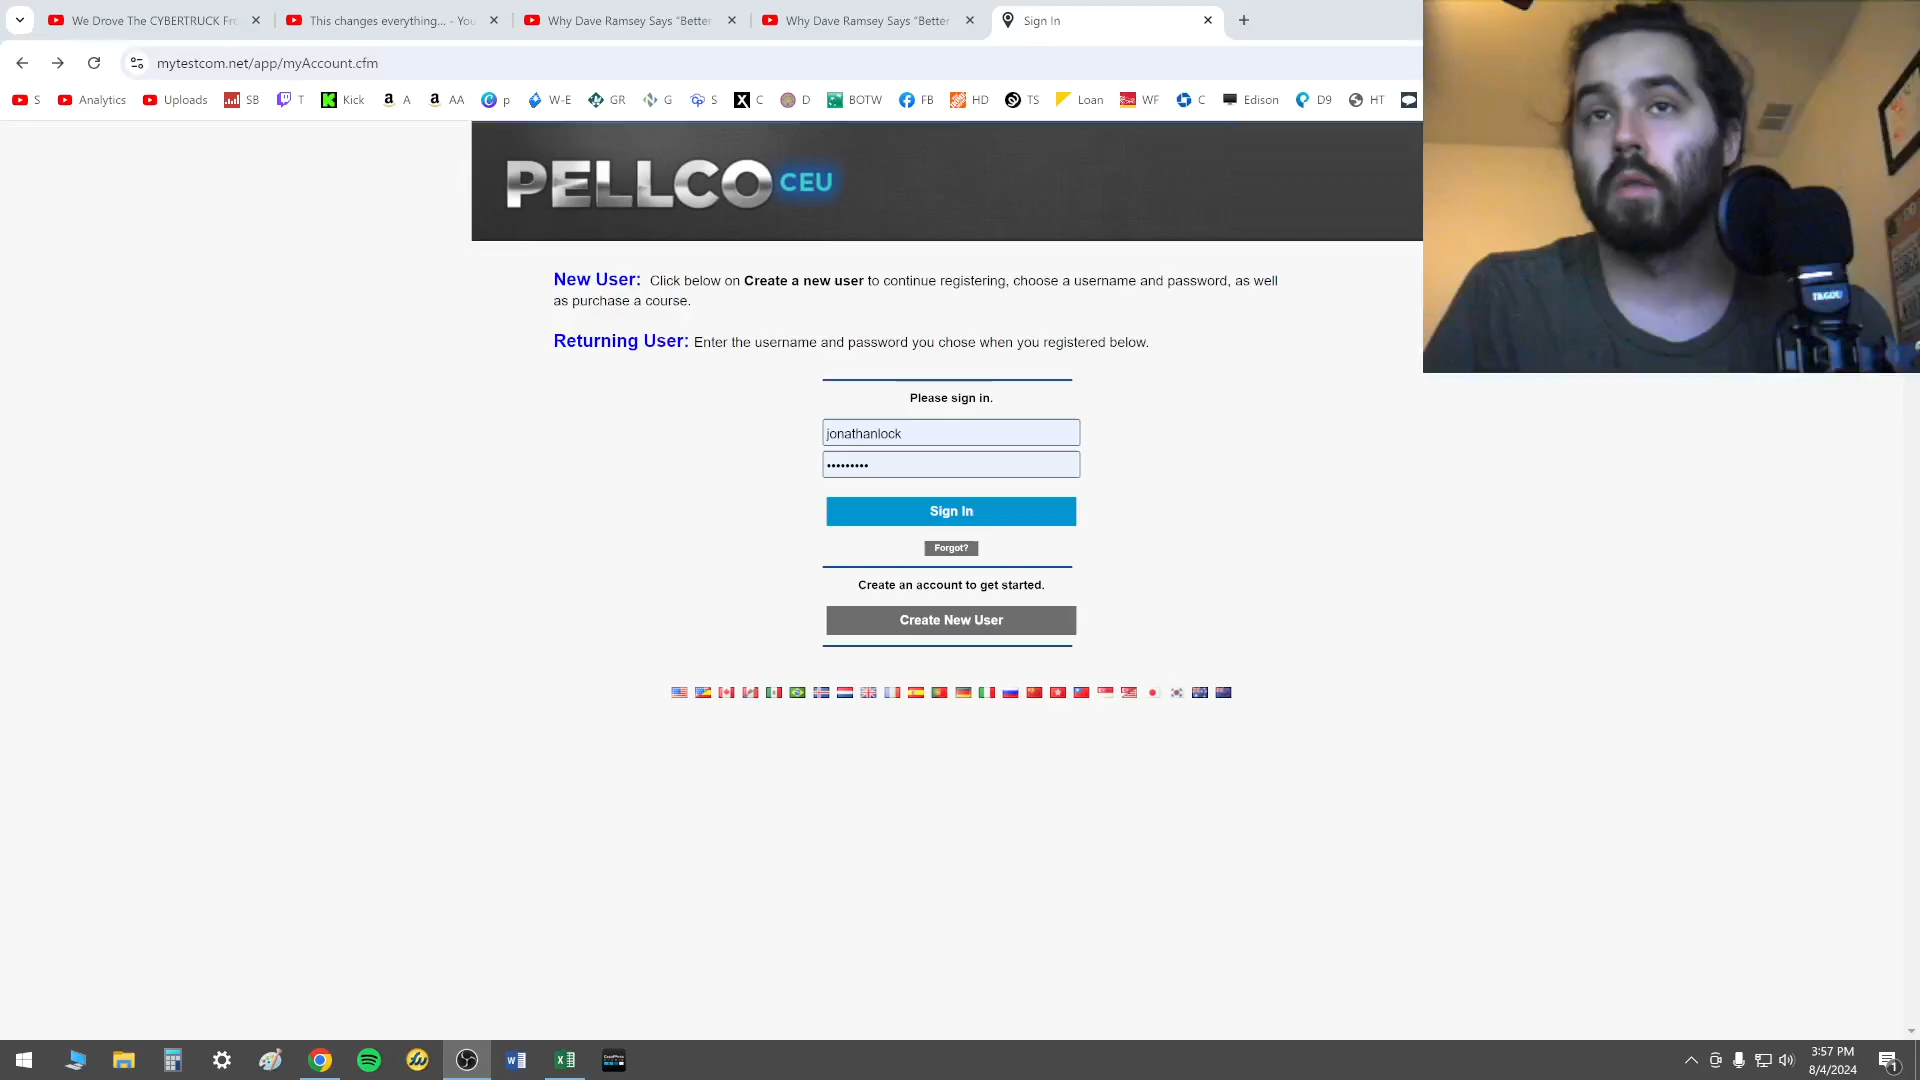 We Drove The CYBERTRUCK Fro
This changes everything... - You
Why Dave Ramsey Says "Better
Why Dave Ramsey Says "Better
Sign In
mytestcom.net/app/myAccount.cfm
S
Analytics
Uploads
SB
T
Kick
A
AA
p
W-E
GR
G
S
C
D
BOTW
FB
HD
TS
Loan
WF
C
Edison
D9
HT
PELLCO CEU
New User: Click below on Create a new user to continue registering, choose a username and password, as well
as purchase a course.
Returning User: Enter the username and password you chose when you registered below.
Please sign in.
jonathanlock
•••••••••
Sign In
Forgot?
Create an account to get started.
Create New User
3:57 PM
8/4/2024
1